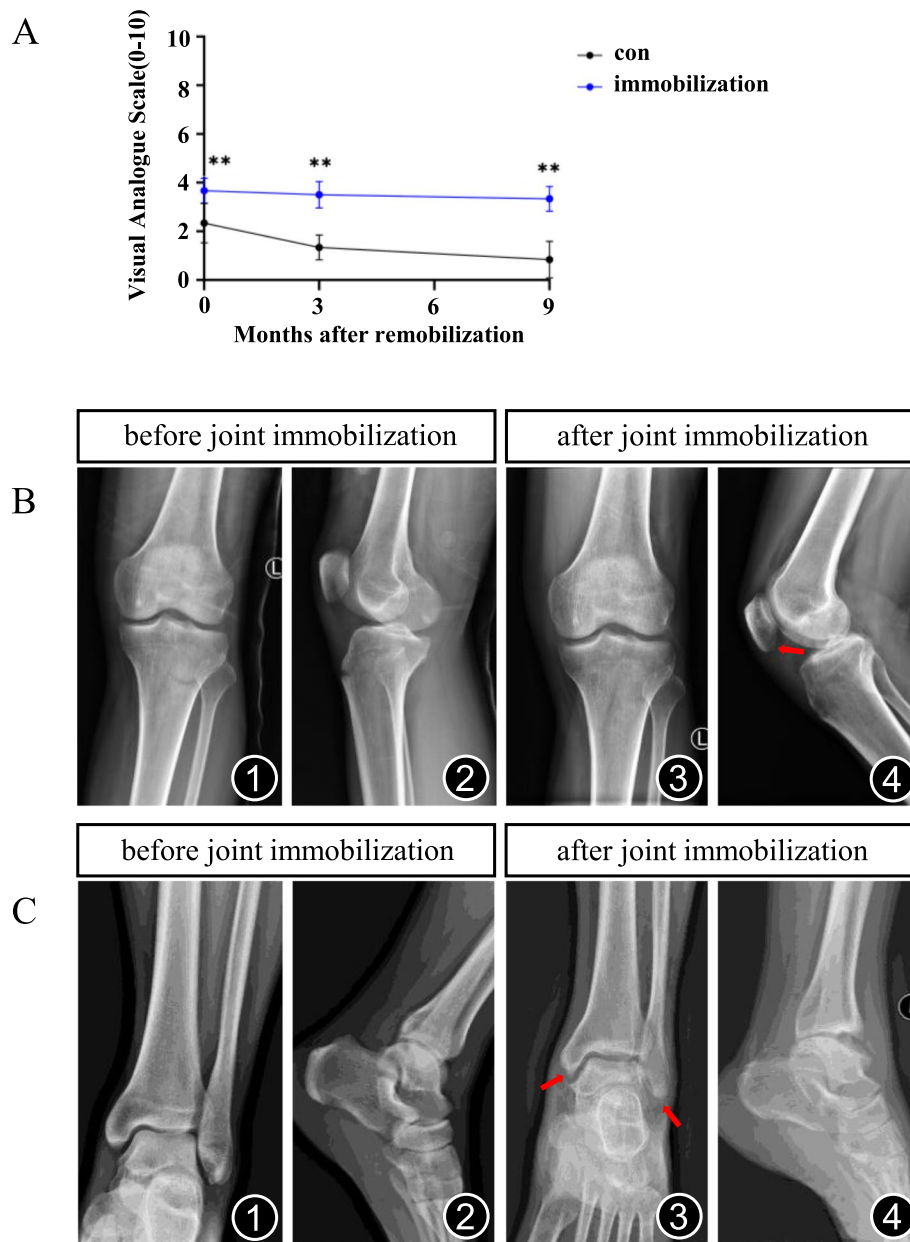 A
Visual Analogue Scale(0-10)
10
8
6
4
2
0
** ** **
0 3 6 9
Months after remobilization
con
immobilization
before joint immobilization
after joint immobilization
B
L
L
1
2
3
4
before joint immobilization
after joint immobilization
C
1
2
3
4